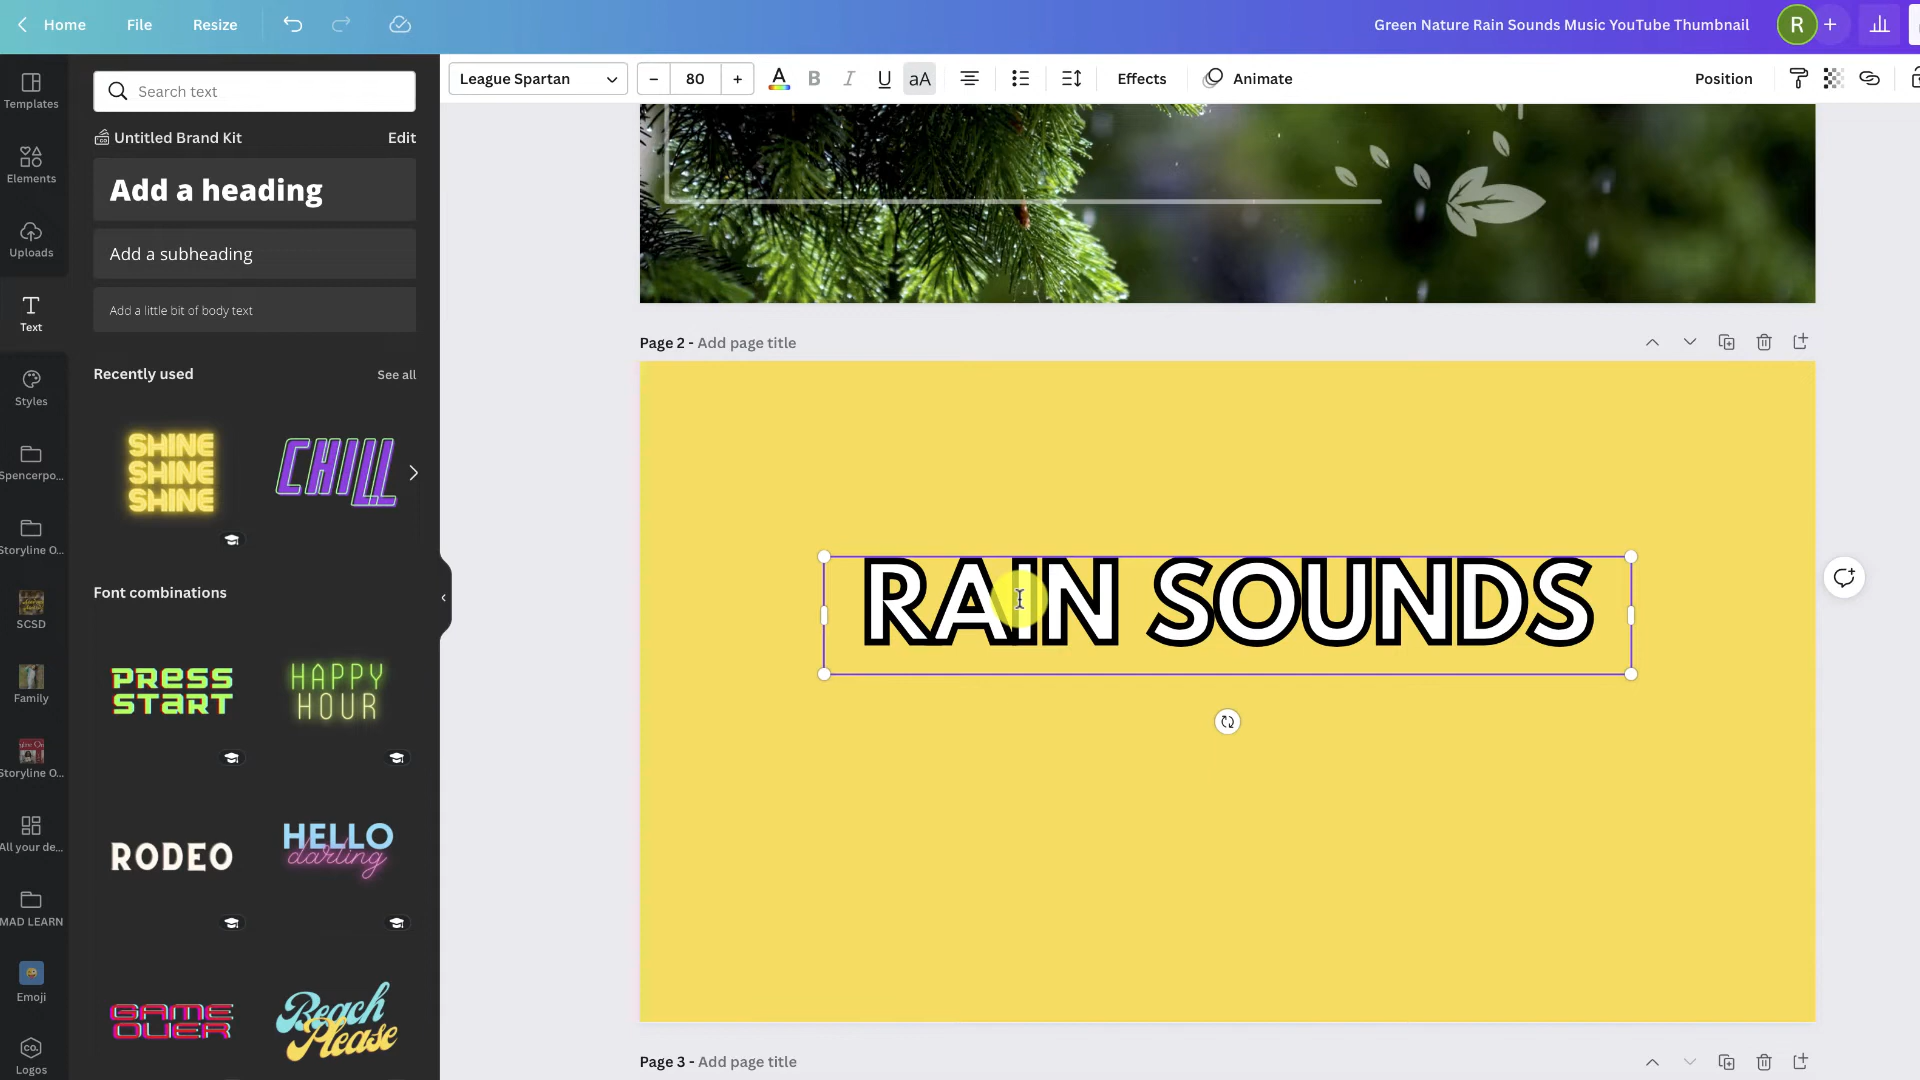 Home File Resize
Green Nature Rain Sounds Music YouTube Thumbnail
R
League Spartan
80
A B I U aA
Effects
Animate
Position
Templates
Elements
Uploads
Text
Styles
Spencerpo...
Storyline O...
SCSD
Family
Storyline O...
All your de...
MAD LEARN
Emoji
CO.
Logos
Search text
Untitled Brand Kit
Edit
Add a heading
Add a subheading
Add a little bit of body text
Recently used
See all
SHINE
SHINE
SHINE
CHILL
Font combinations
PRESS
START
HAPPY
HOUR
RODEO
HELLO
darling
GAME
OVER
Beach
Please
Page 2 - Add page title
RAIN SOUNDS
Page 3 - Add page title